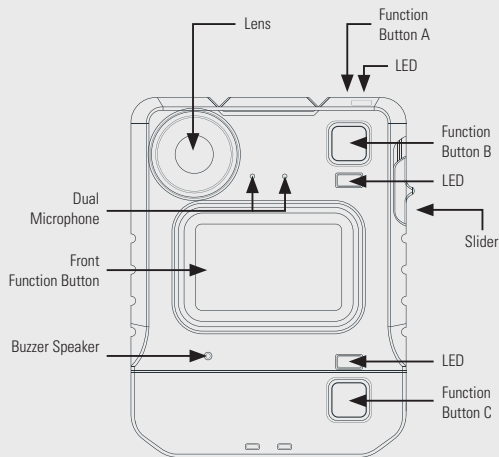 Lens
Function
Button A
LED
Function
Button B
LED
Dual
Microphone
Slider
Front
Function Button
Buzzer Speaker
LED
Function
Button C